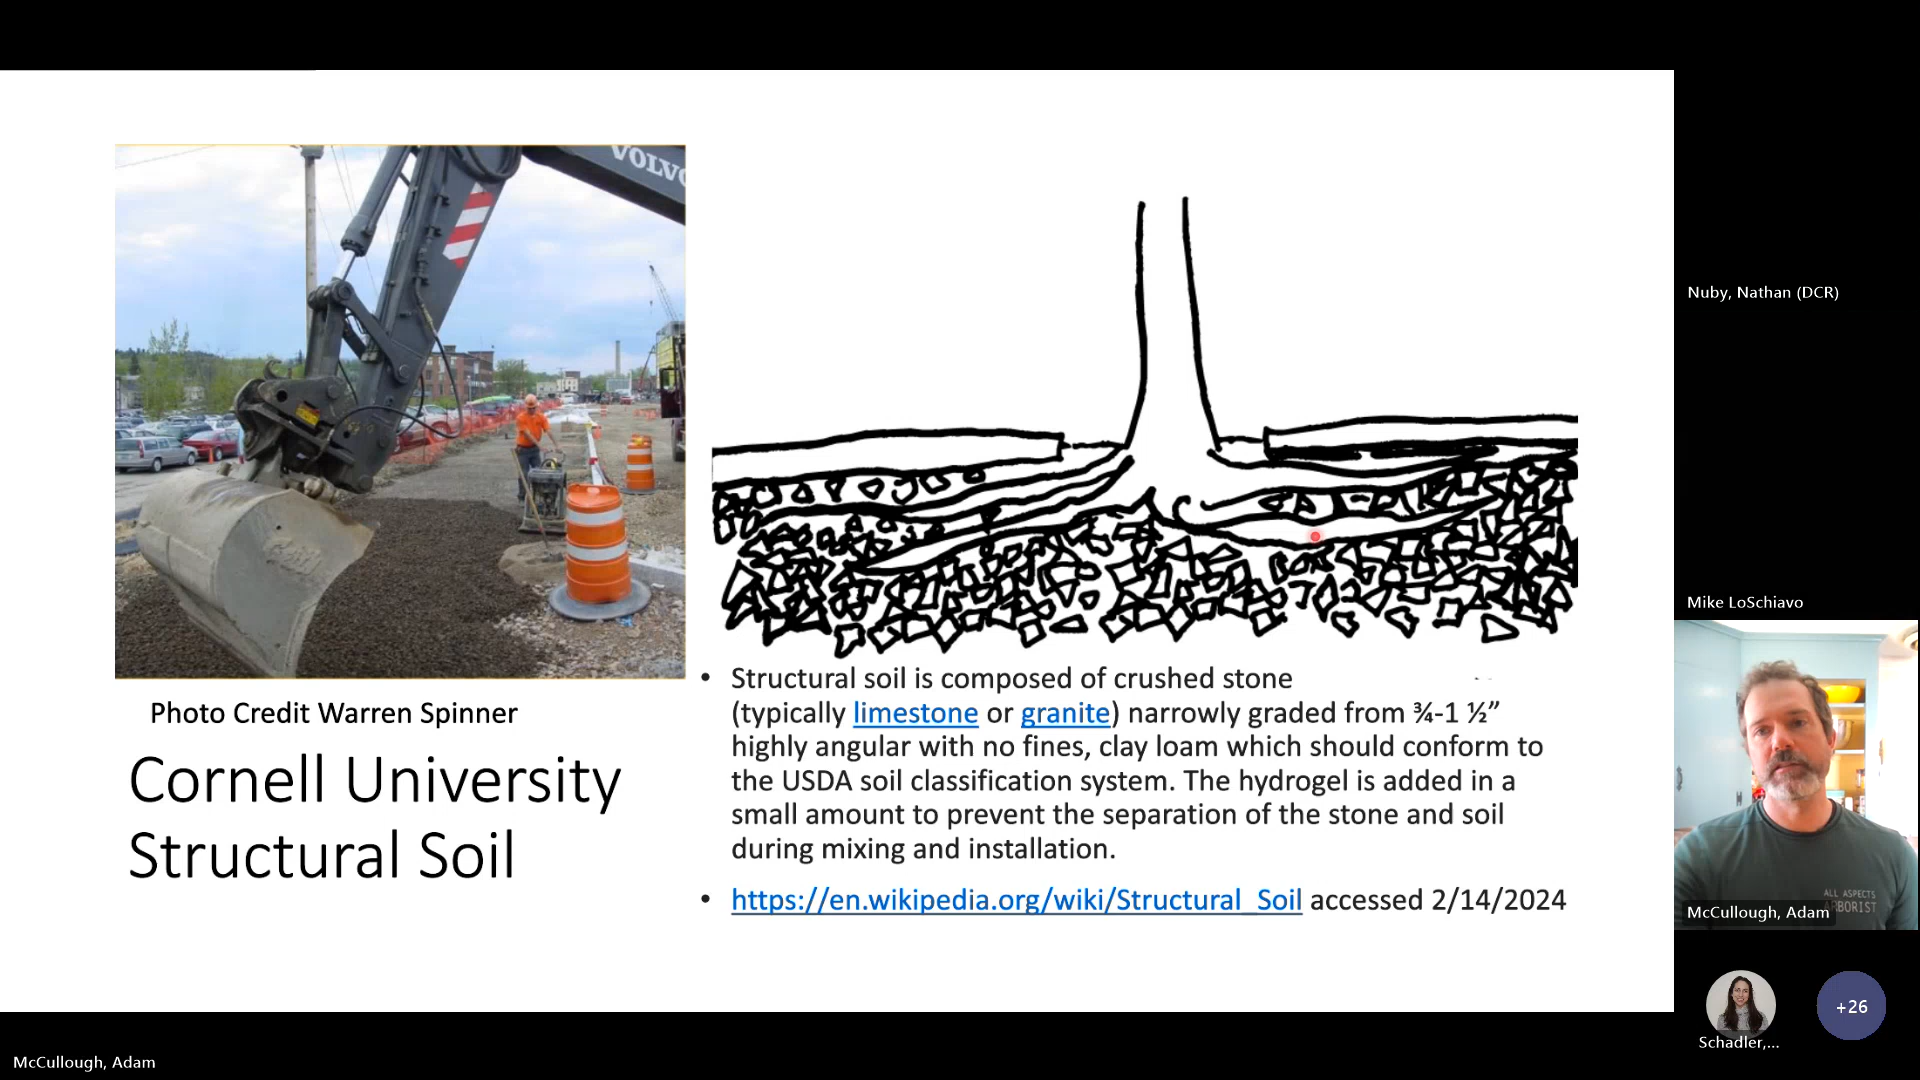 VOLVO
Photo Credit Warren Spinner
Cornell University
Structural Soil
• Structural soil is composed of crushed stone
(typically limestone or granite) narrowly graded from ¾-1 ½”
highly angular with no fines, clay loam which should conform to
the USDA soil classification system. The hydrogel is added in a
small amount to prevent the separation of the stone and soil
during mixing and installation.
• https://en.wikipedia.org/wiki/Structural_Soil accessed 2/14/2024
Nuby, Nathan (DCR)
Mike LoSchiavo
ALL ASPECTS
ARBORIST
McCullough, Adam
Schadler,...
+26
McCullough, Adam